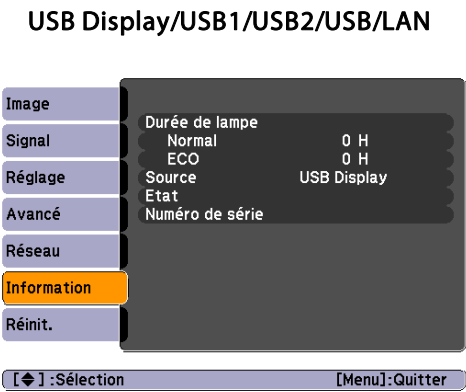 USB Display/USB1/USB2/USB/LAN
Image
Signal
Réglage
Avancé
Réseau
Information
Réinit.
Durée de lampe
Normal 0 H
ECO 0 H
Source USB Display
Etat
Numéro de série
[◆] :Sélection [Menu]:Quitter